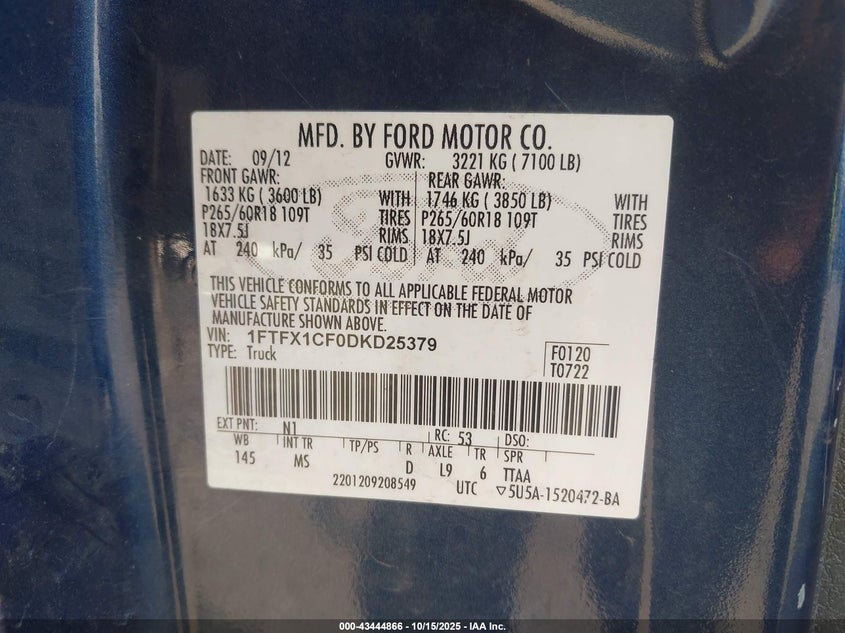 MFD. BY FORD MOTOR CO.
DATE: 09/12 GVWR: 3221 KG ( 7100 LB)
FRONT GAWR: REAR GAWR:
1633 KG ( 3600 LB) WITH 1746 KG ( 3850 LB) WITH
P265/60R18 109T TIRES P265/60R18 109T TIRES
18X7.5J RIMS 18X7.5J RIMS
AT 240 kPa/ 35 PSI COLD AT 240 kPa/ 35 PSI COLD
Ford
THIS VEHICLE CONFORMS TO ALL APPLICABLE FEDERAL MOTOR
VEHICLE SAFETY STANDARDS IN EFFECT ON THE DATE OF
MANUFACTURE SHOWN ABOVE.
VIN: 1FTFX1CF0DKD25379
TYPE: Truck
F0120
T0722
EXT PNT: N1 RC: 53 DSO:
WB INT TR TP/PS R AXLE TR SPR
145 MS D L9 6 TTAA
2201209208549 UTC ▽5U5A-1520472-BA
000-43444866 - 10/15/2025 - IAA Inc.